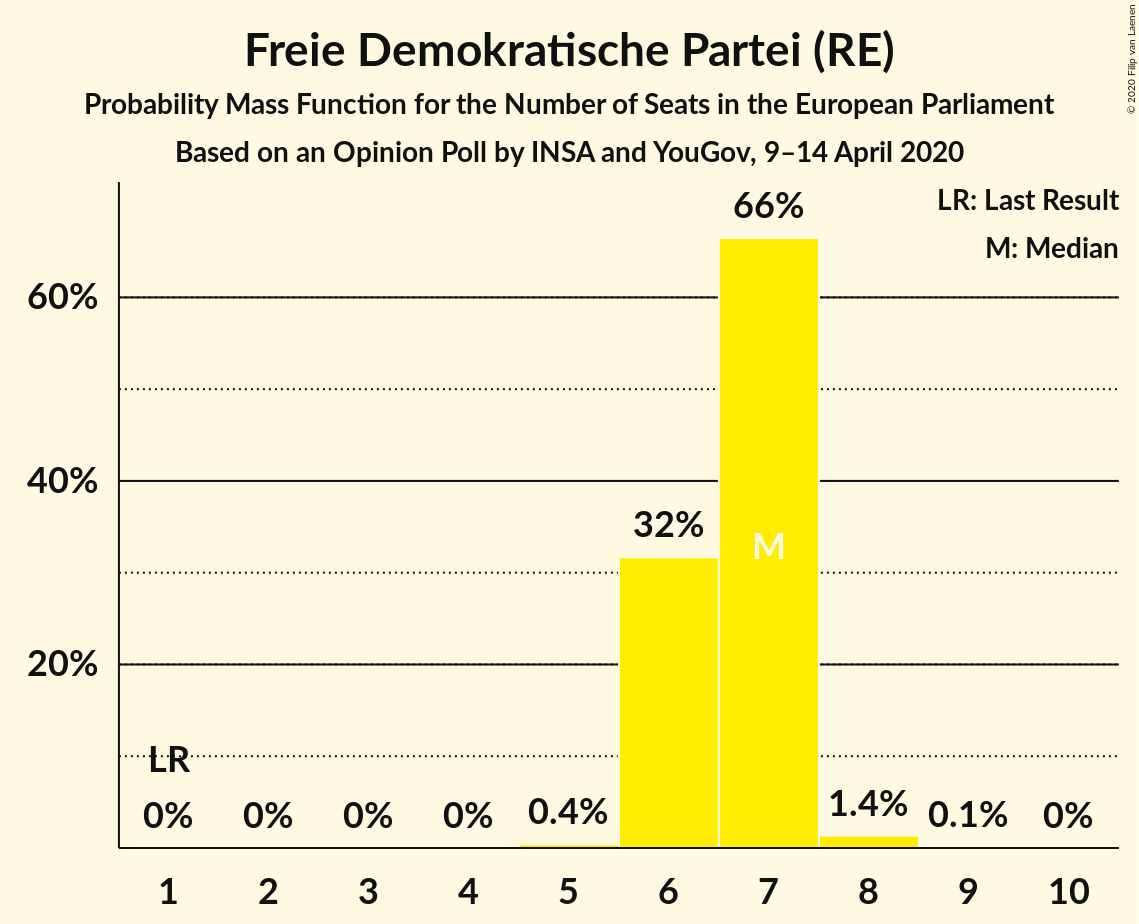 Freie Demokratische Partei (RE)
Probability Mass Function for the Number of Seats in the European Parliament
Based on an Opinion Poll by INSA and YouGov, 9–14 April 2020
© 2020 Filip van Laenen
LR: Last Result
M: Median
66%
60%
40%
32%
M
20%
LR
0% 0% 0% 0% 0.4% 1.4% 0.1% 0%
1 2 3 4 5 6 7 8 9 10